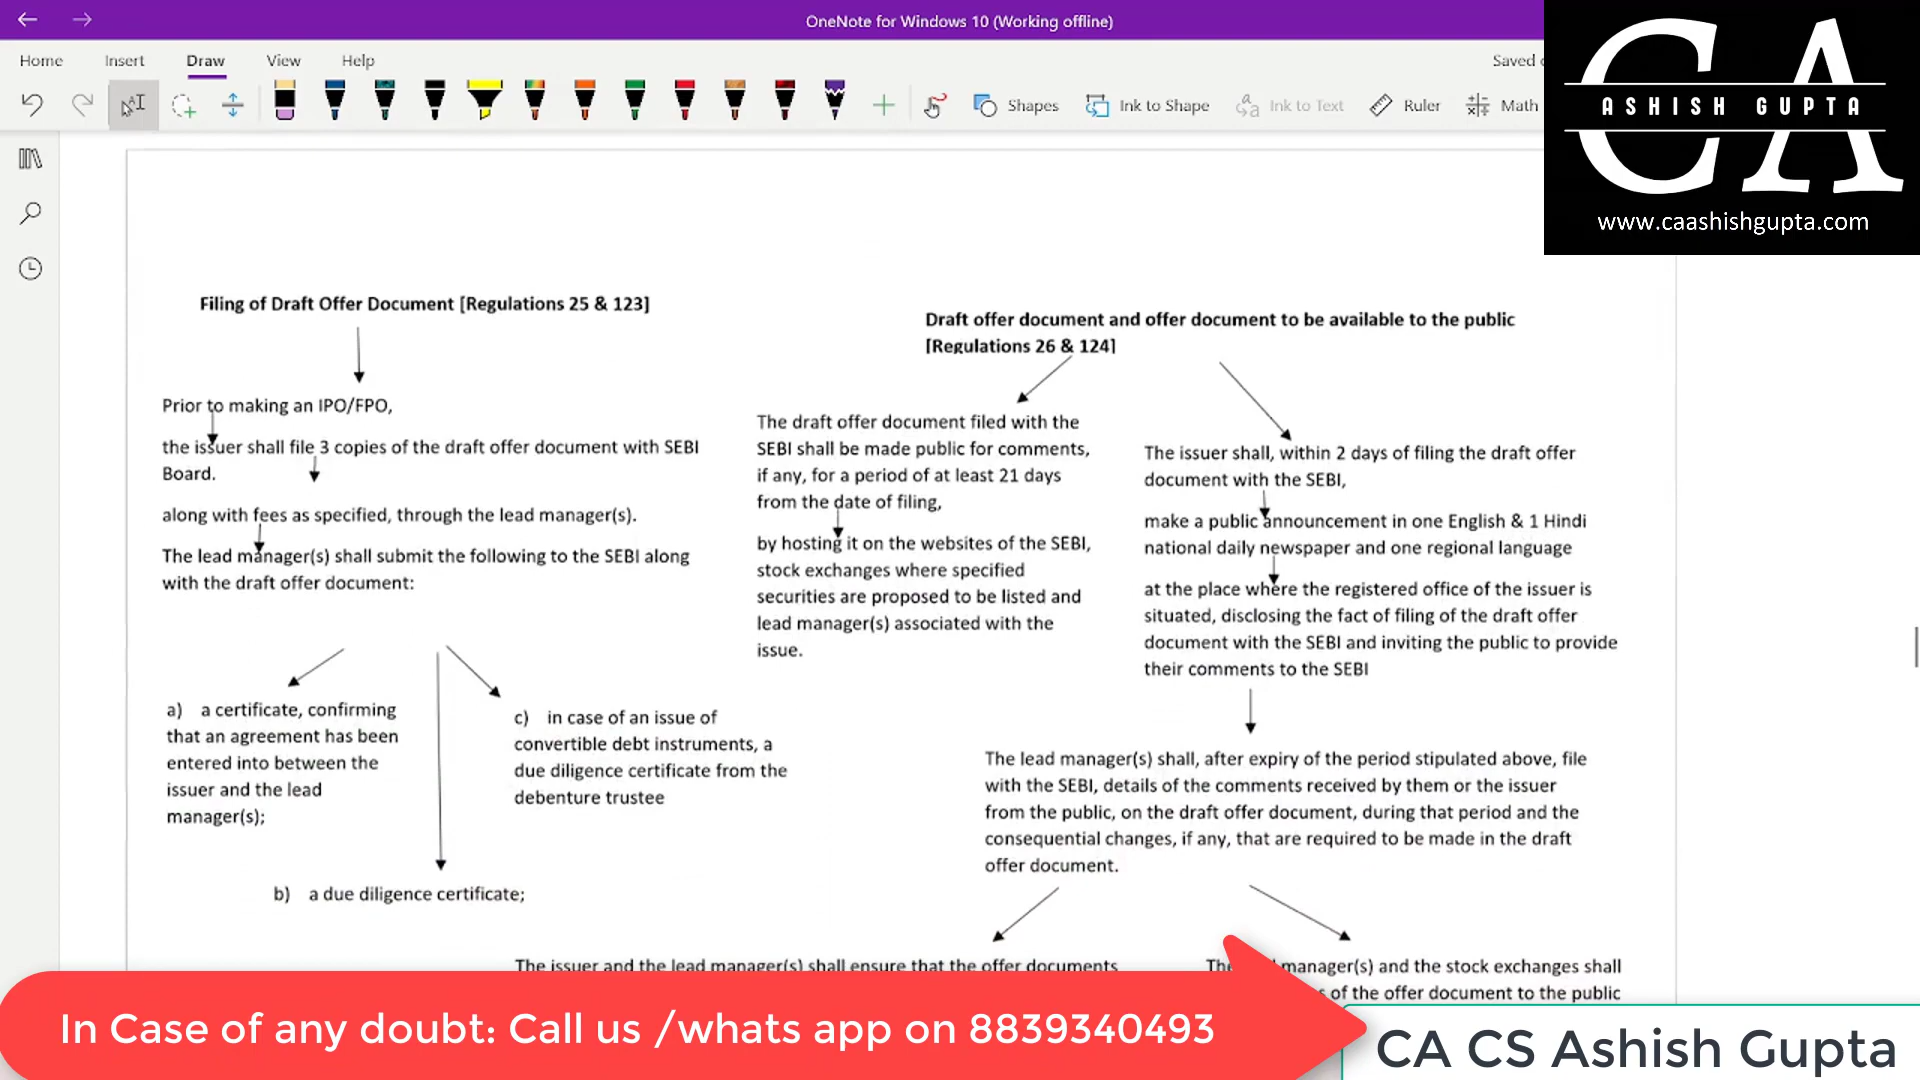 OneNote for Windows 10 (Working offline)
Home
Insert
Draw
View
Help
Saved
Shapes
Ink to Shape
Ink to Text
Ruler
Math
CA
ASHISH GUPTA
www.caashishgupta.com
Filing of Draft Offer Document [Regulations 25 & 123]
Prior to making an IPO/FPO,
the issuer shall file 3 copies of the draft offer document with SEBI
Board.
along with fees as specified, through the lead manager(s).
The lead manager(s) shall submit the following to the SEBI along
with the draft offer document:
a) a certificate, confirming
that an agreement has been
entered into between the
issuer and the lead
manager(s);
b) a due diligence certificate;
c) in case of an issue of
convertible debt instruments, a
due diligence certificate from the
debenture trustee
Draft offer document and offer document to be available to the public
[Regulations 26 & 124]
The draft offer document filed with the
SEBI shall be made public for comments,
if any, for a period of at least 21 days
from the date of filing,
by hosting it on the websites of the SEBI,
stock exchanges where specified
securities are proposed to be listed and
lead manager(s) associated with the
issue.
The issuer shall, within 2 days of filing the draft offer
document with the SEBI,
make a public announcement in one English & 1 Hindi
national daily newspaper and one regional language
at the place where the registered office of the issuer is
situated, disclosing the fact of filing of the draft offer
document with the SEBI and inviting the public to provide
their comments to the SEBI
The lead manager(s) shall, after expiry of the period stipulated above, file
with the SEBI, details of the comments received by them or the issuer
from the public, on the draft offer document, during that period and the
consequential changes, if any, that are required to be made in the draft
offer document.
The issuer and the lead manager(s) shall ensure that the offer documents
manager(s) and the stock exchanges shall
of the offer document to the public
In Case of any doubt: Call us /whats app on 8839340493
CA CS Ashish Gupta